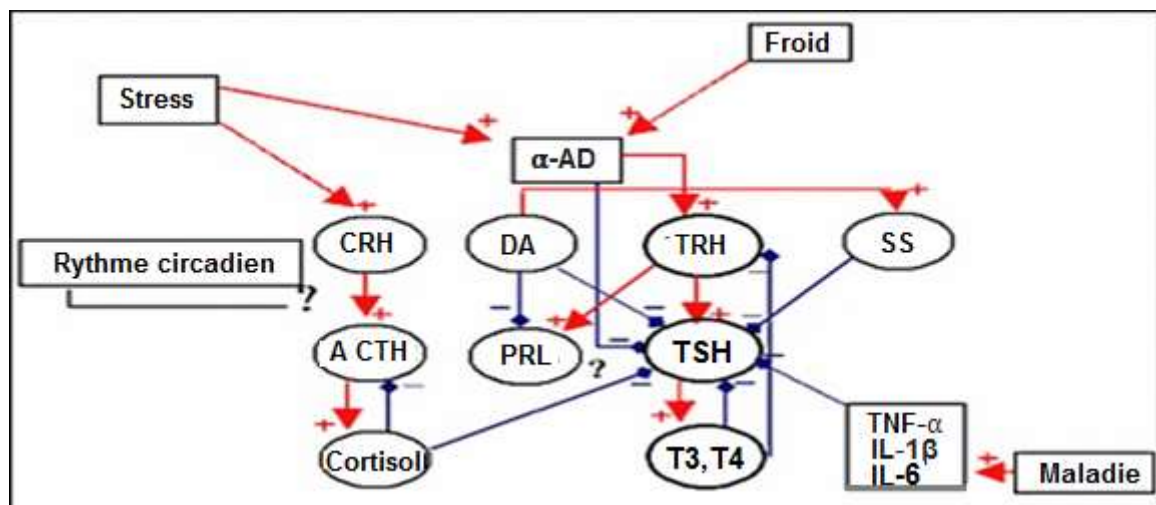 Froid
Stress
+
+
α-AD
+
+
+
CRH
DA
TRH
SS
Rythme circadien
?
+
+
+
A CTH
PRL
?
TSH
−
−
−
−
−
−
−
−
−
+
+
Cortisol
T3, T4
TNF-α
IL-1β
IL-6
+
Maladie